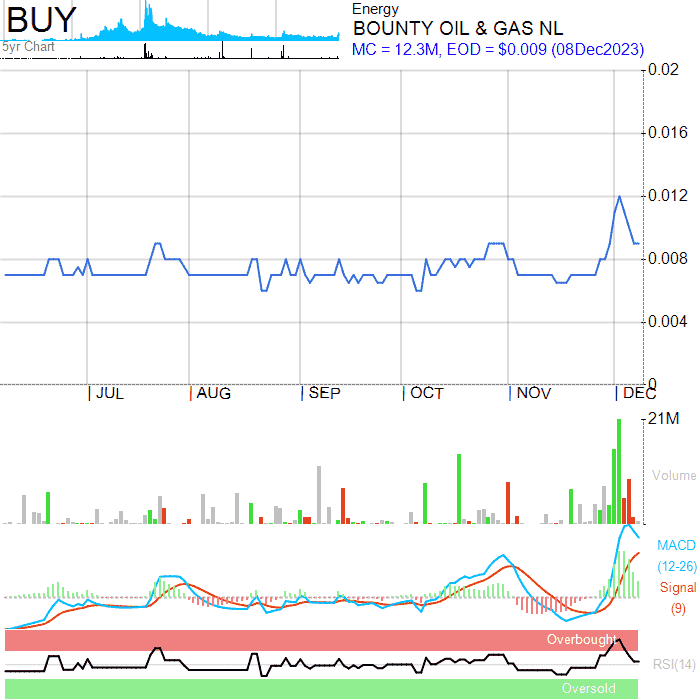 BUY
5yr Chart
Energy
BOUNTY OIL & GAS NL
MC = 12.3M, EOD = $0.009 (08Dec2023)
0.02
0.016
0.012
0.008
0.004
0
JUL AUG SEP OCT NOV DEC
21M
Volume
MACD
(12-26)
Signal
(9)
Overbought
RSI(14)
Oversold